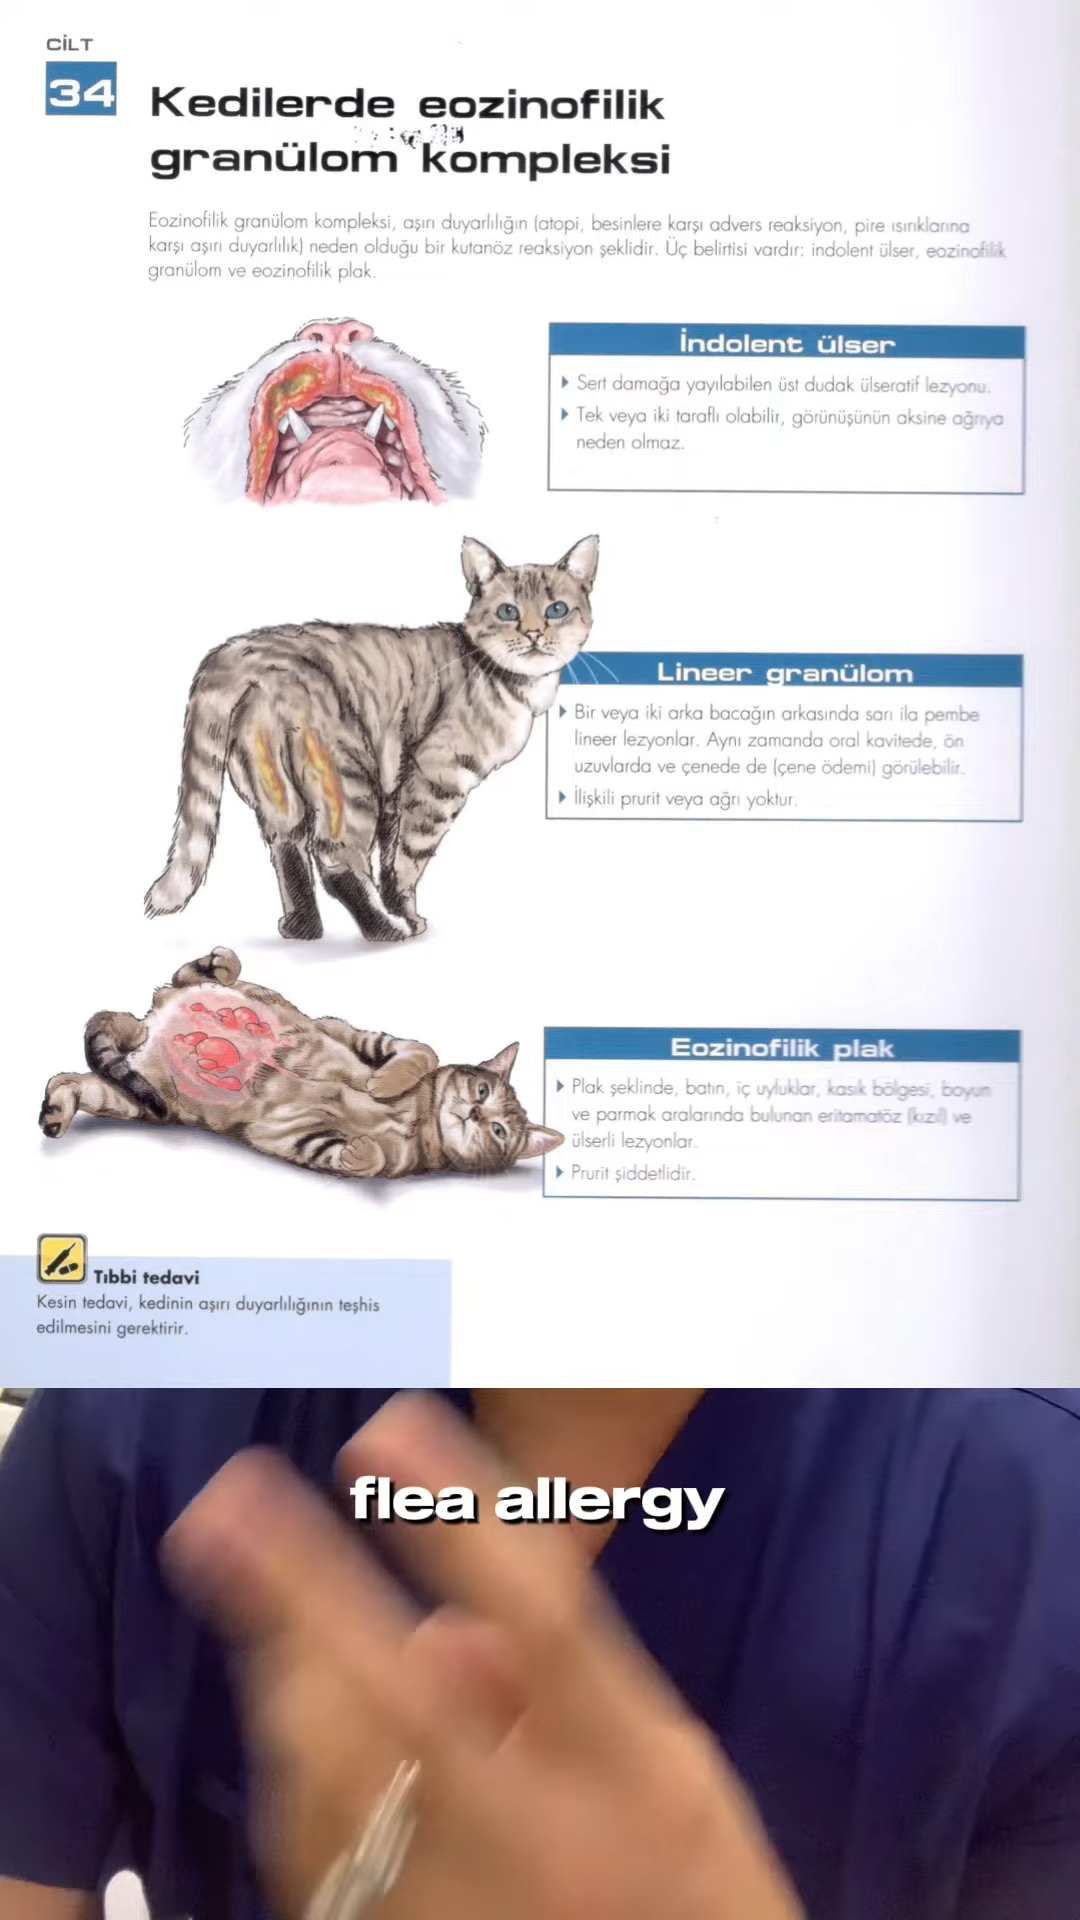 CİLT
34
Kedilerde eozinofilik
granülom kompleksi
Eozinofilik granülom kompleksi, aşırı duyarlılığın (atopi, besinlere karşı advers reaksiyon, pire ısırıklarına
karşı aşırı duyarlılık) neden olduğu bir kutanöz reaksiyon şeklidir. Üç belirtisi vardır: indolent ülser, eozinofilik
granülom ve eozinofilik plak.
İndolent ülser
Sert damağa yayılabilen üst dudak ülseratif lezyonu.
Tek veya iki taraflı olabilir, görünüşünün aksine ağrıya
neden olmaz.
Lineer granülom
Bir veya iki arka bacağın arkasında sarı ila pembe
lineer lezyonlar. Aynı zamanda oral kavitede, ön
uzuvlarda ve çenede de (çene ödemi) görülebilir.
İlişkili prurit veya ağrı yoktur.
Eozinofilik plak
Plak şeklinde, batın, iç uyluklar, kasık bölgesi, boyun
ve parmak aralarında bulunan eritamatöz (kızıl) ve
ülserli lezyonlar.
Prurit şiddetlidir.
Tıbbi tedavi
Kesin tedavi, kedinin aşırı duyarlılığının teşhis
edilmesini gerektirir.
flea allergy